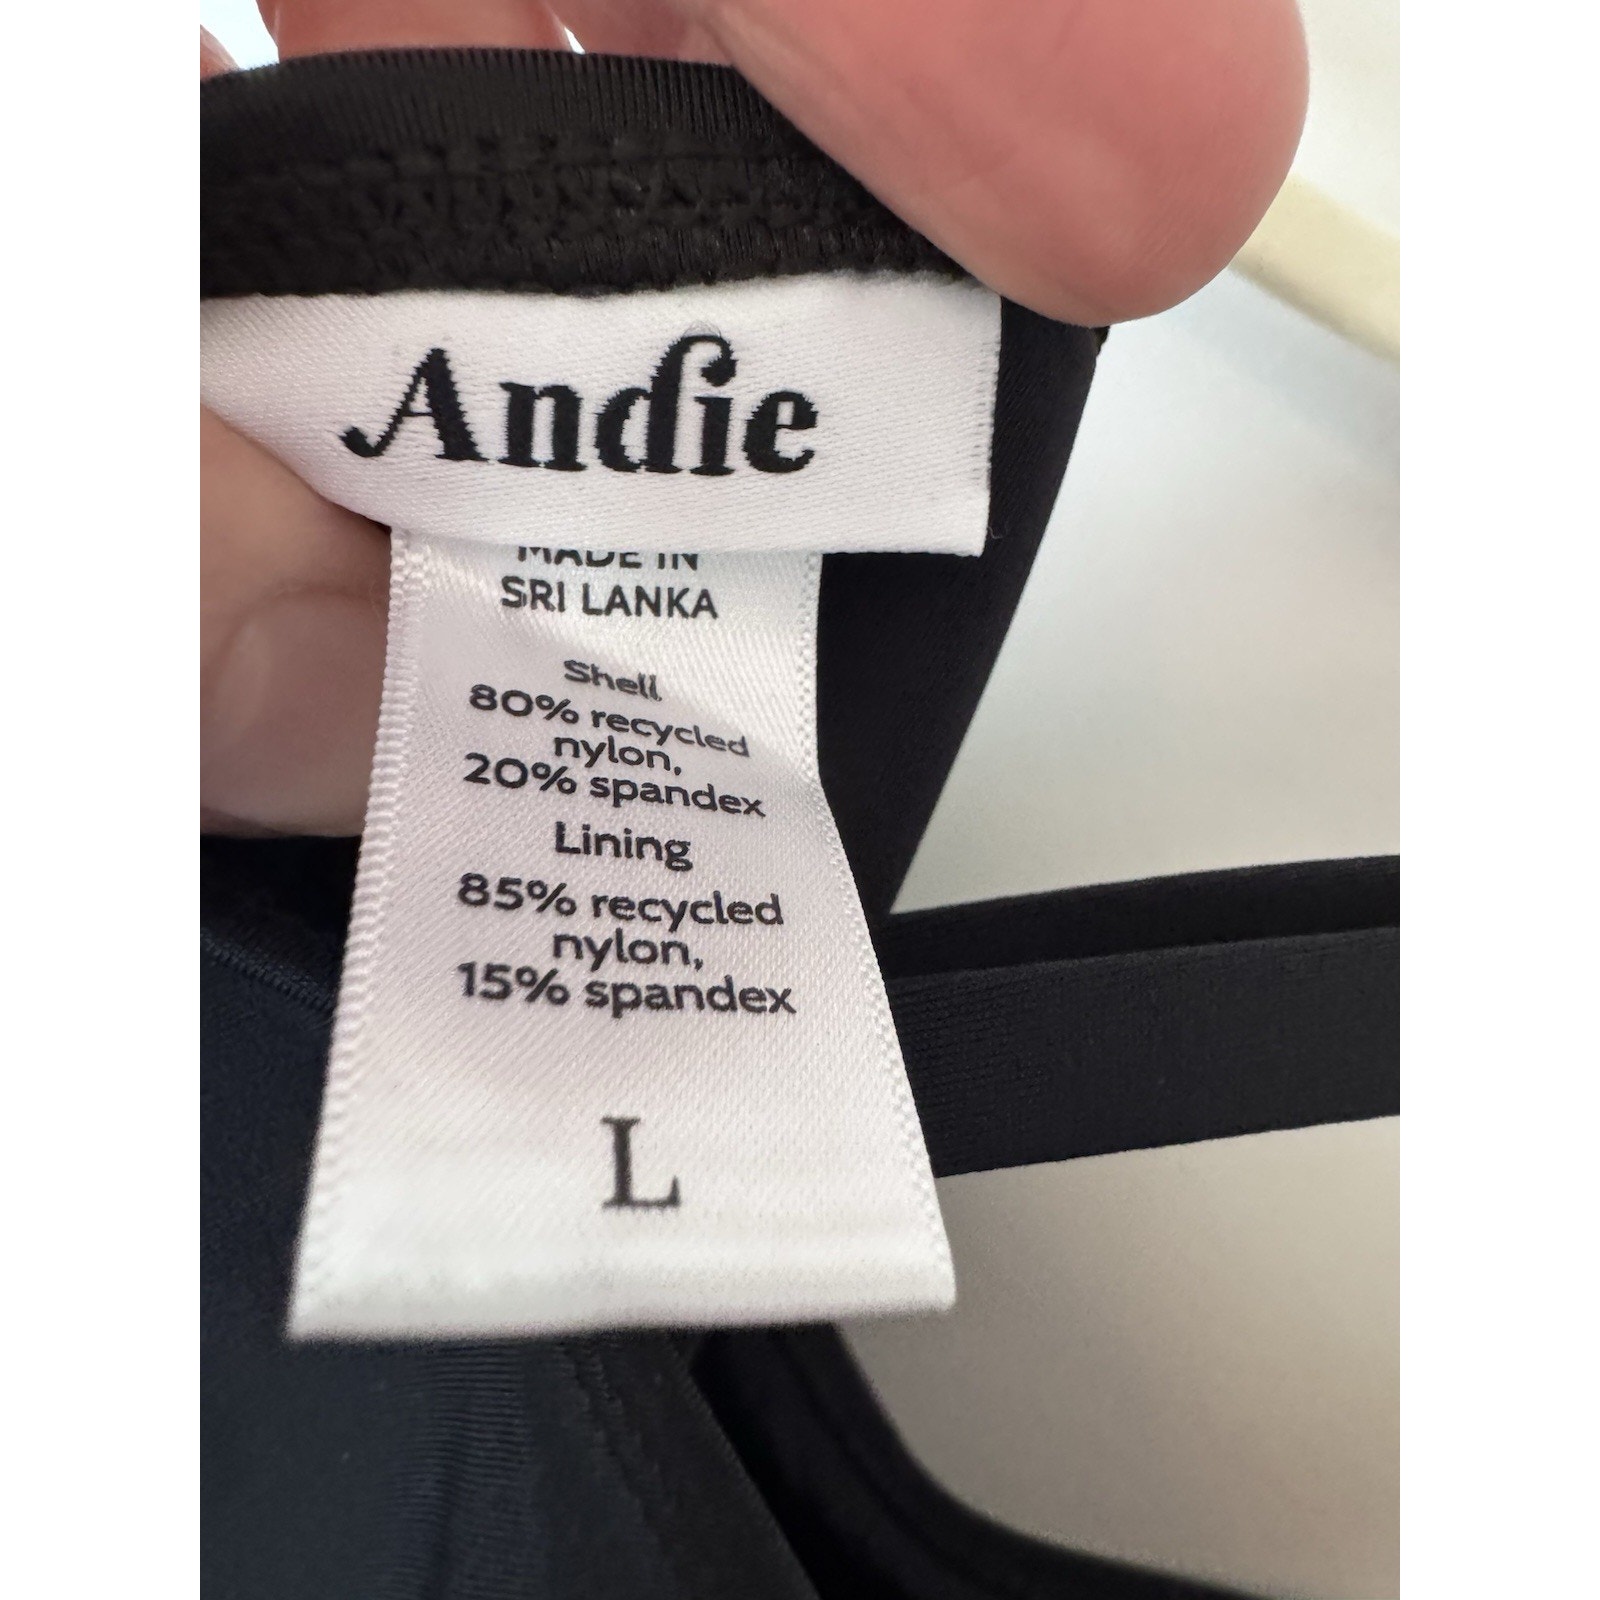 Andie
MADE IN
SRI LANKA
Shell
80% recycled
nylon,
20% spandex
Lining
85% recycled
nylon,
15% spandex
L